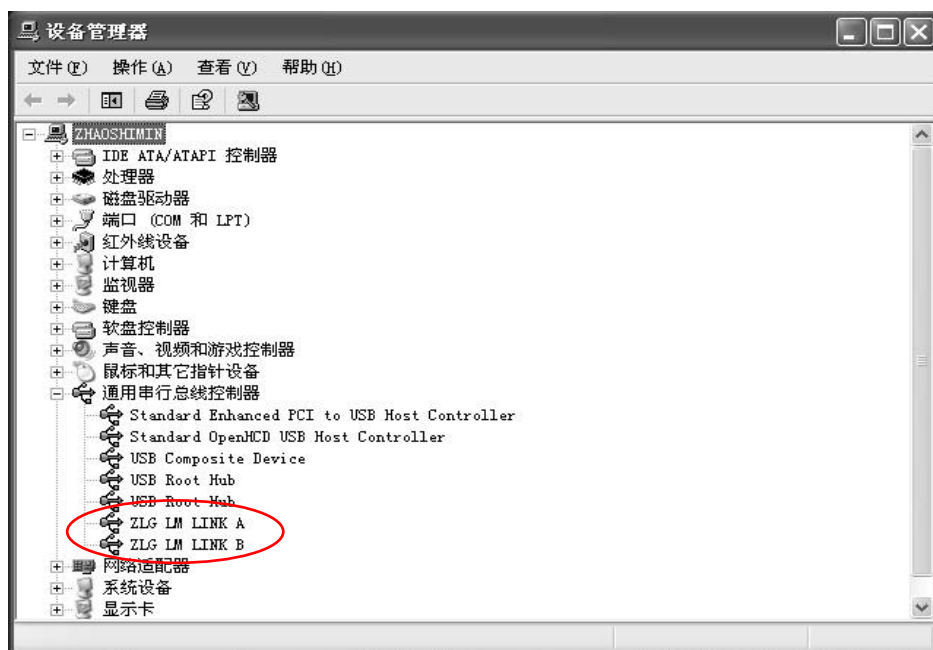 设备管理器
文件(F) 操作(A) 查看(V) 帮助(H)
ZHAOSHIMIN
IDE ATA/ATAPI 控制器
处理器
磁盘驱动器
端口 (COM 和 LPT)
红外线设备
计算机
监视器
键盘
软盘控制器
声音、视频和游戏控制器
鼠标和其它指针设备
通用串行总线控制器
Standard Enhanced PCI to USB Host Controller
Standard OpenHCD USB Host Controller
USB Composite Device
USB Root Hub
USB Root Hub
ZLG LM LINK A
ZLG LM LINK B
网络适配器
系统设备
显示卡